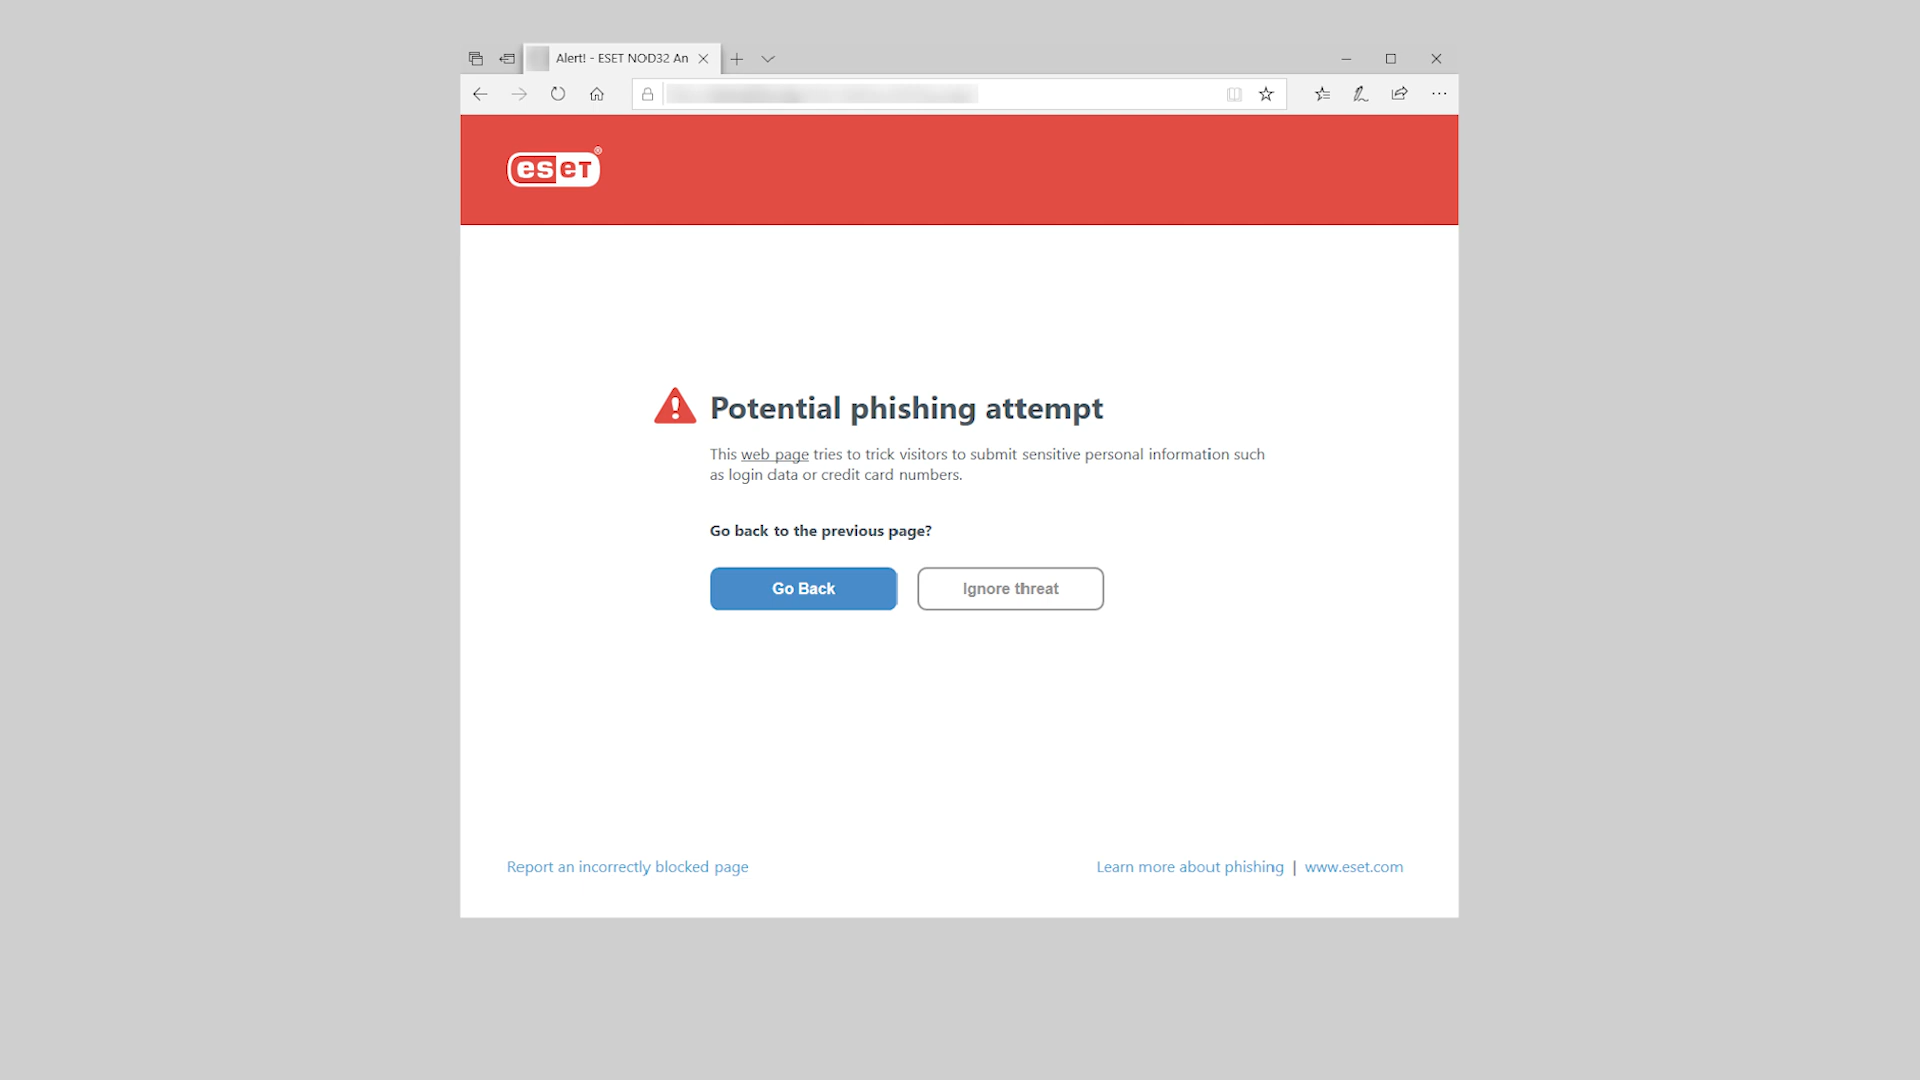 Alert! - ESET NOD32 An
eset®
Potential phishing attempt
This web page tries to trick visitors to submit sensitive personal information such
as login data or credit card numbers.
Go back to the previous page?
Go Back
Ignore threat
Report an incorrectly blocked page
Learn more about phishing | www.eset.com